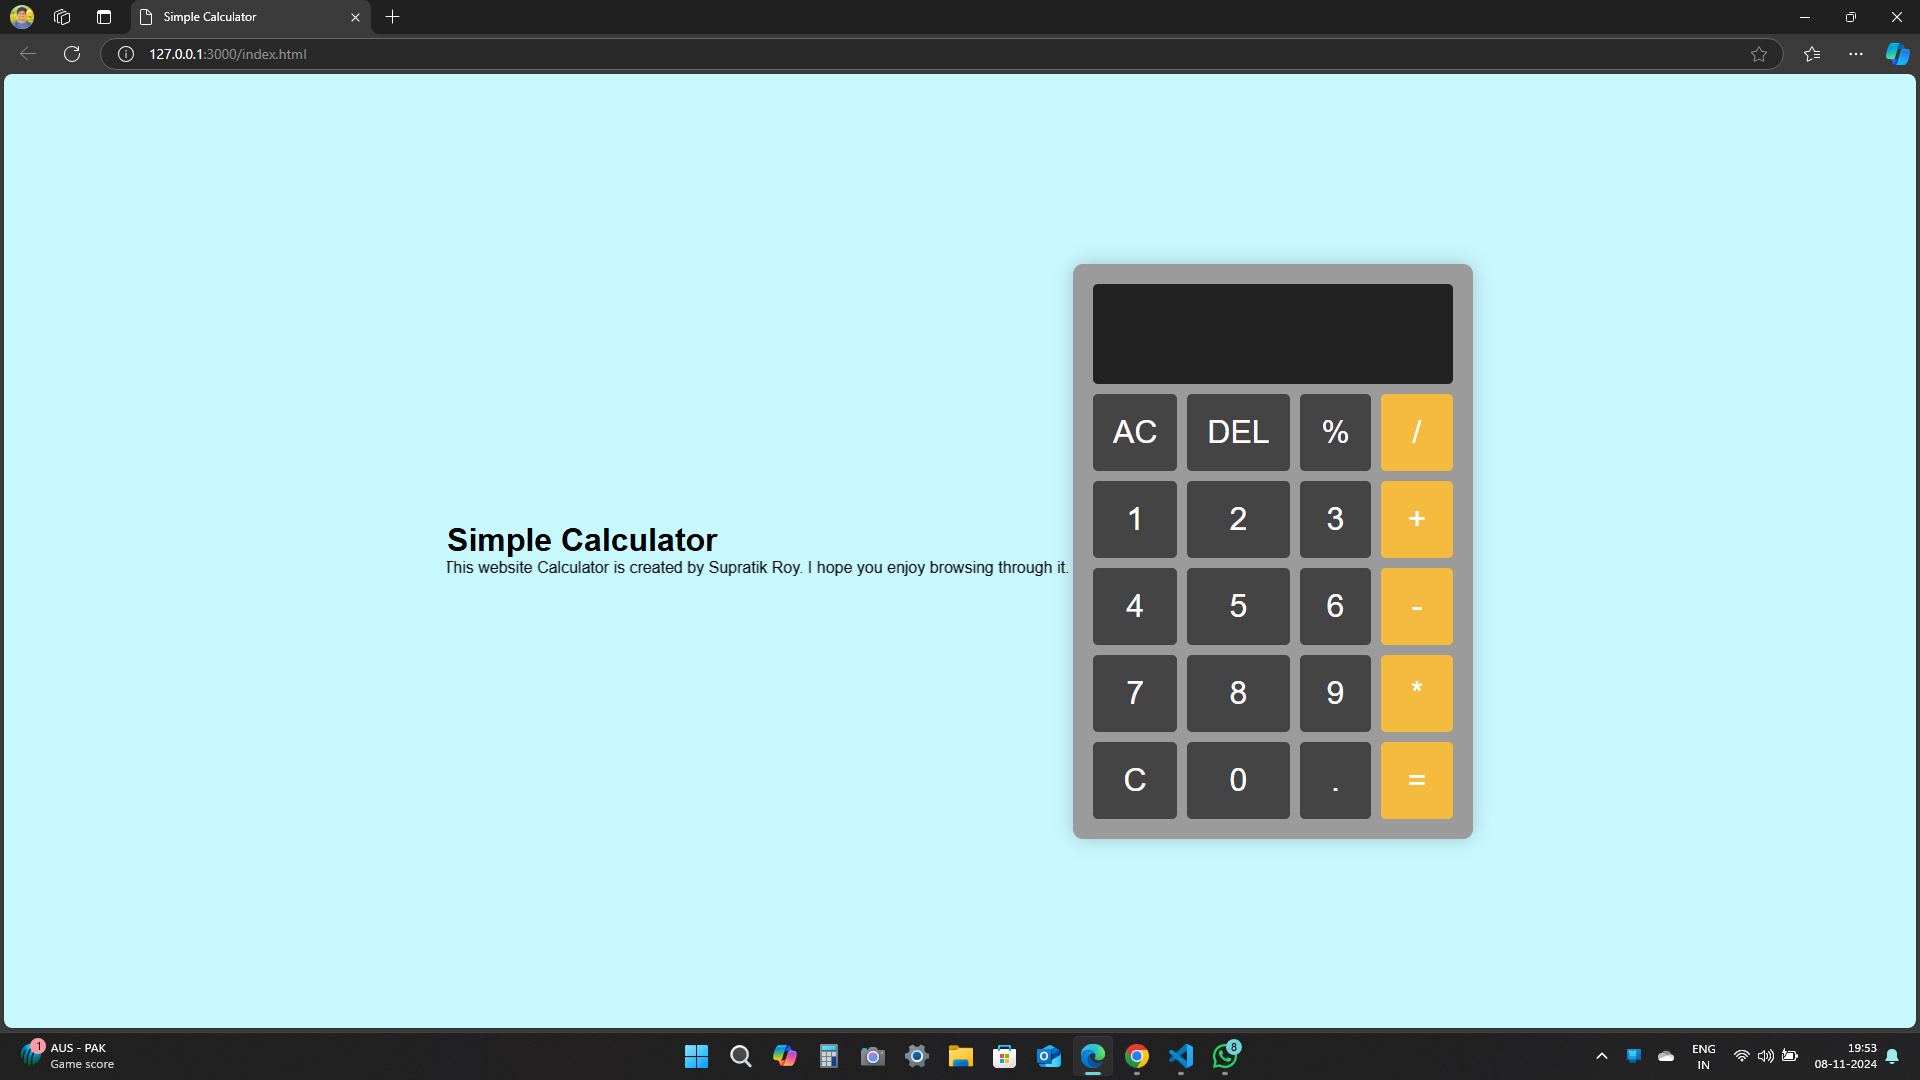 Simple Calculator
127.0.0.1:3000/index.html
AC DEL % /
1 2 3 +
Simple Calculator
This website Calculator is created by Supratik Roy. I hope you enjoy browsing through it.
4 5 6 -
7 8 9 *
C 0 . =
1
AUS - PAK
Game score
8
ENG
IN
19:53
08-11-2024